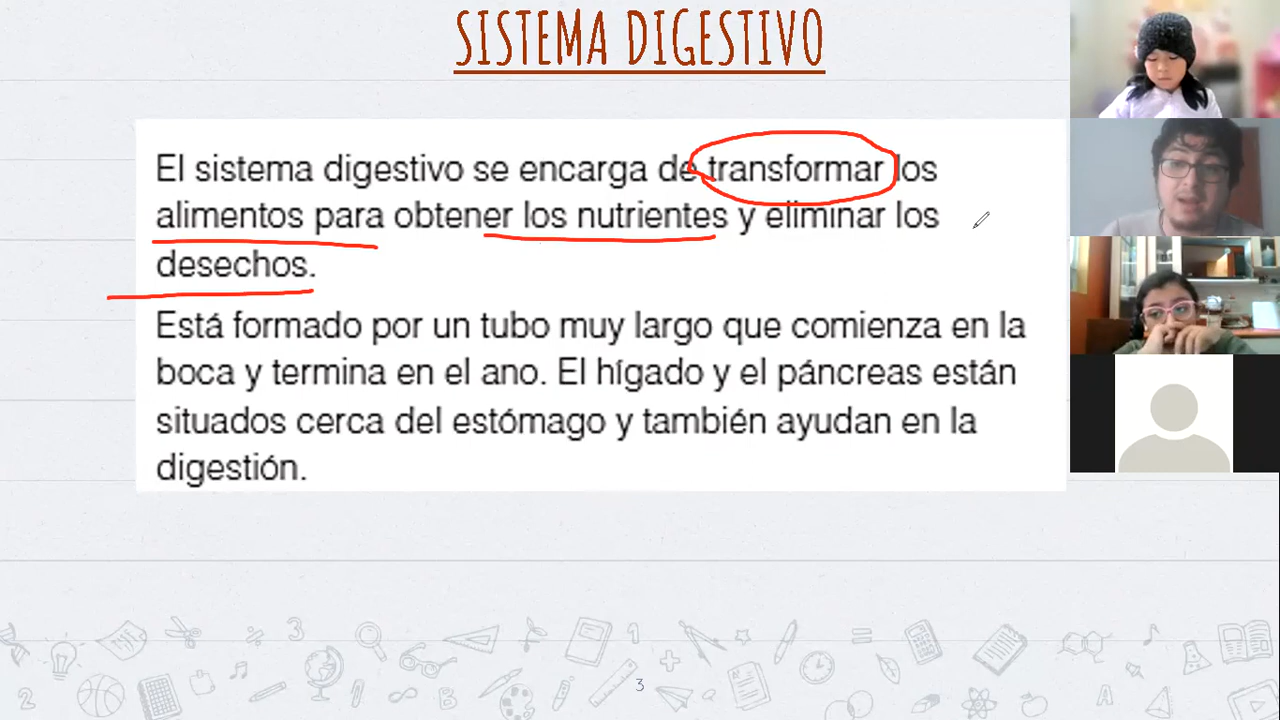 SISTEMA DIGESTIVO
El sistema digestivo se encarga de transformar los
alimentos para obtener los nutrientes y eliminar los
desechos.
Está formado por un tubo muy largo que comienza en la
boca y termina en el ano. El hígado y el páncreas están
situados cerca del estómago y también ayudan en la
digestión.
3